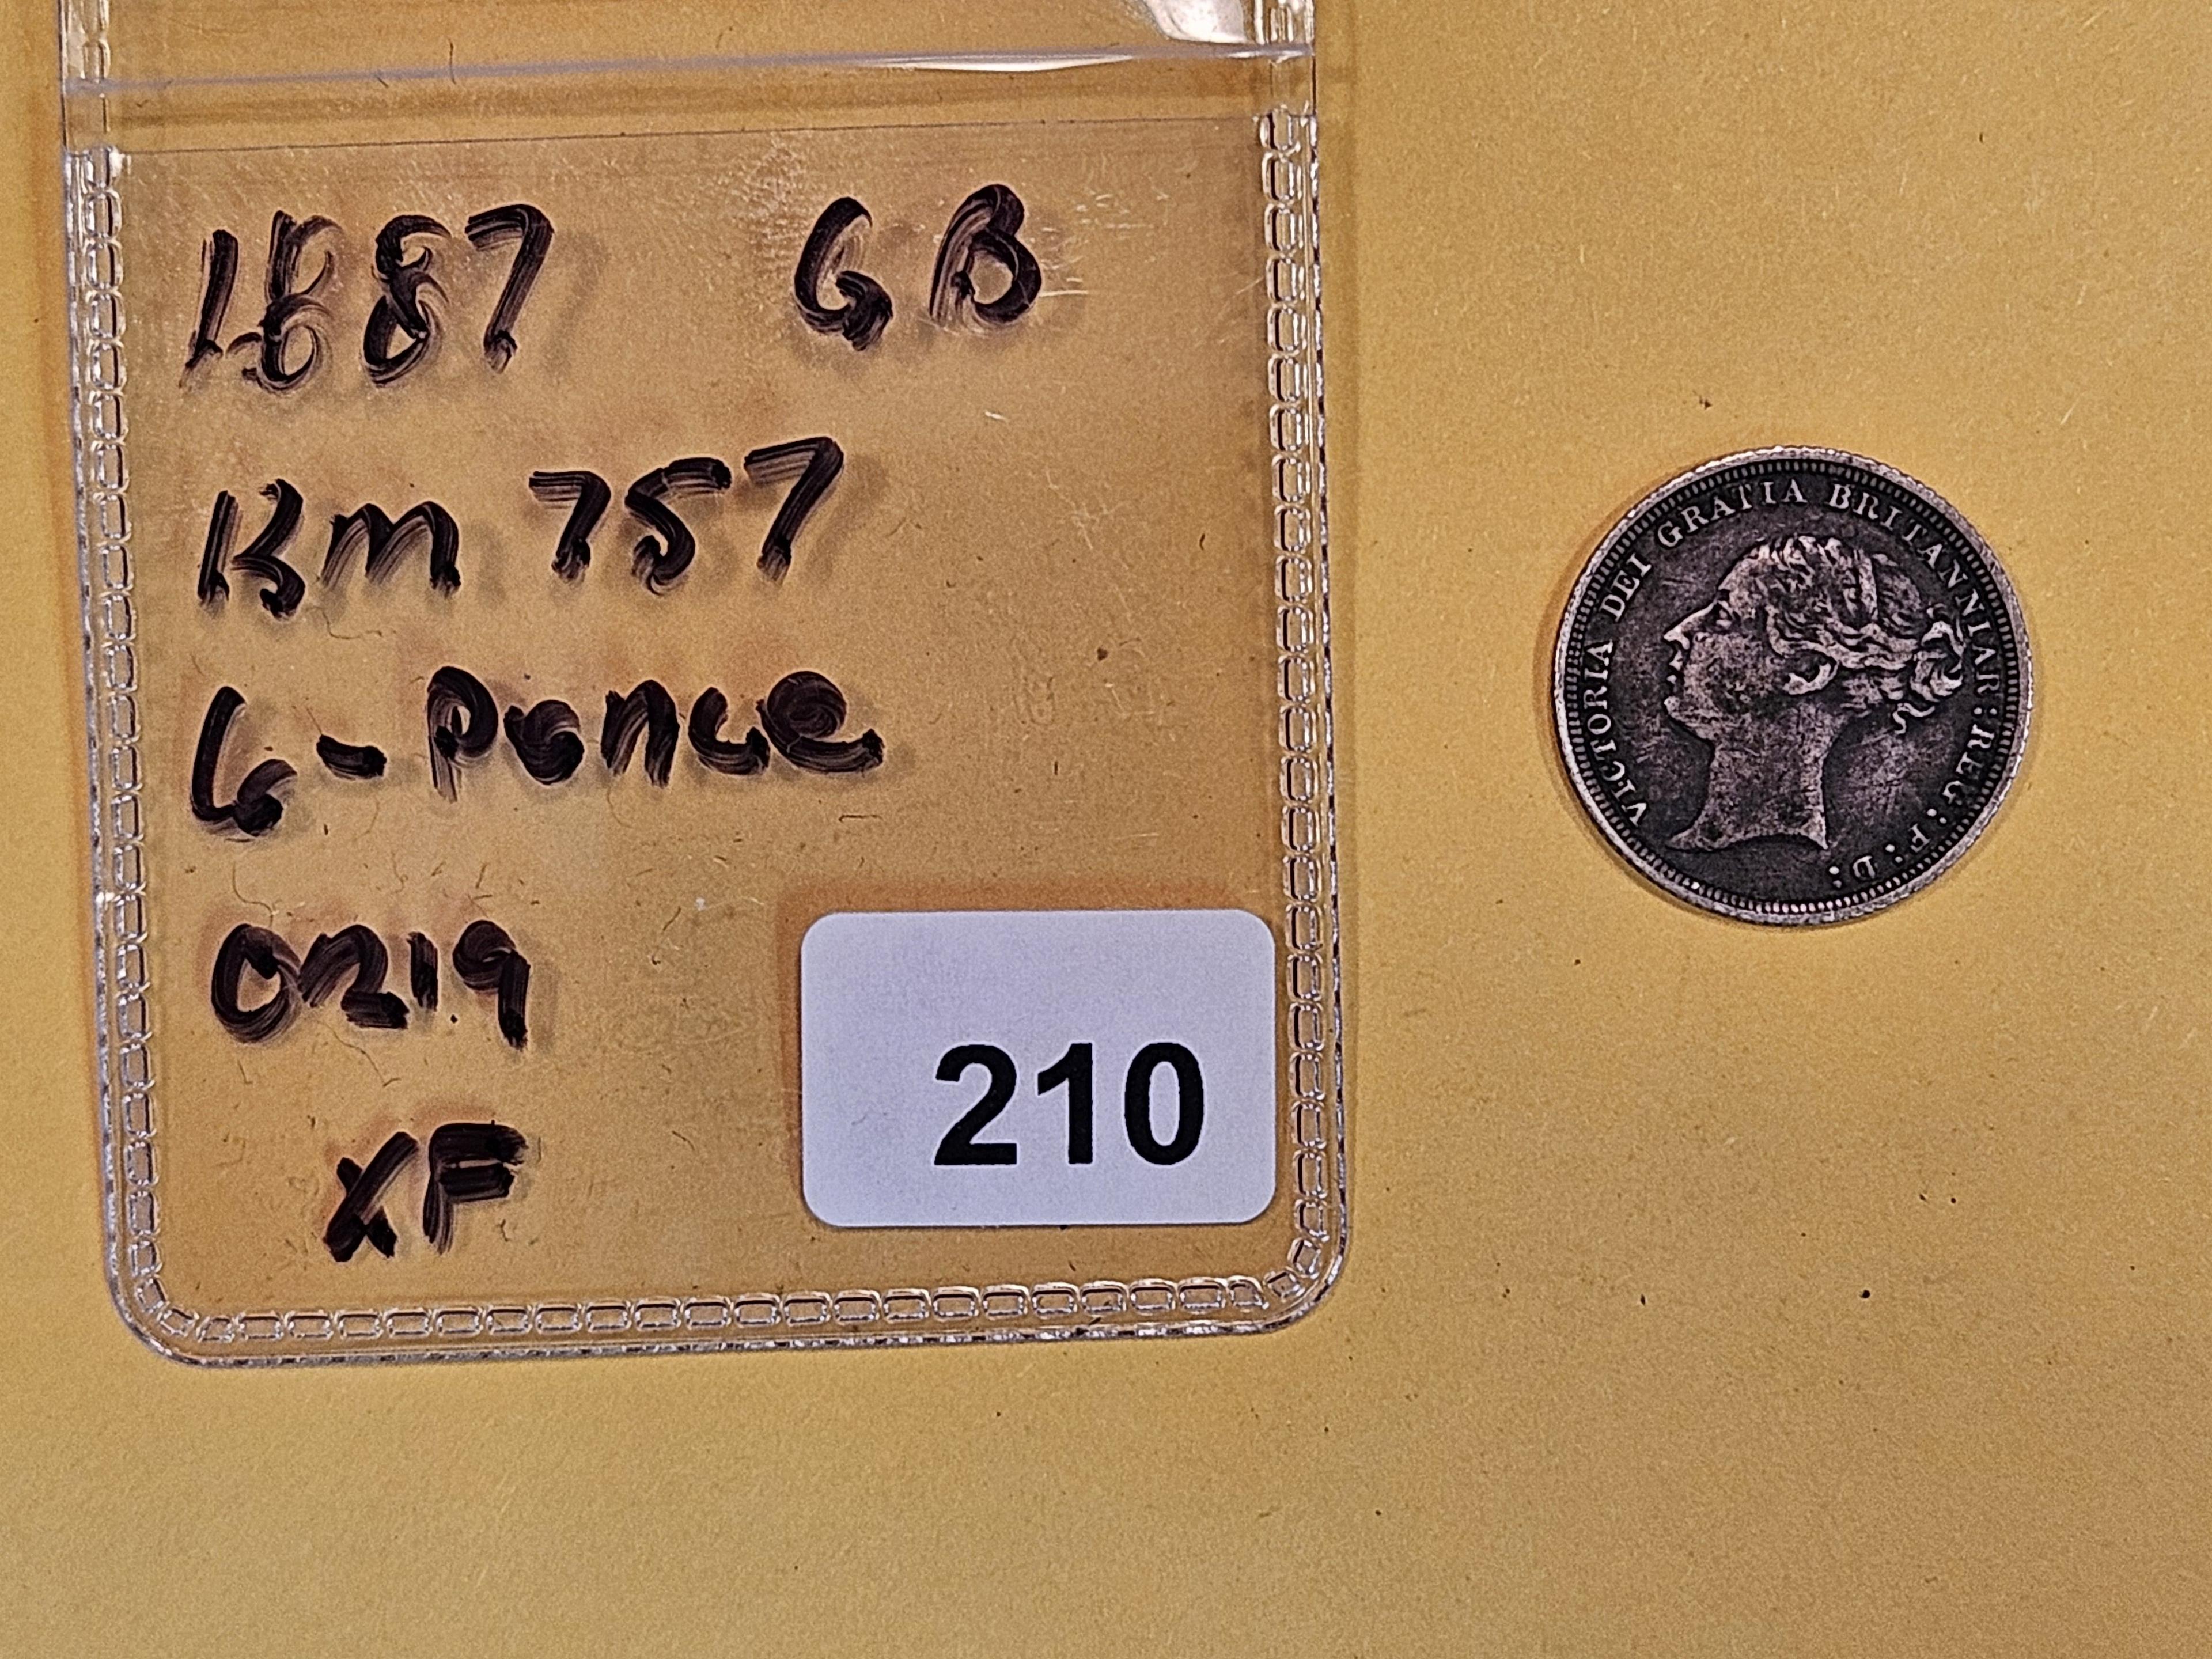 1887 GB
KM 757
6-Pence
0219
XF
210
VICTORIA DEI GRATIA BRITANNIAR: REG: F: D: